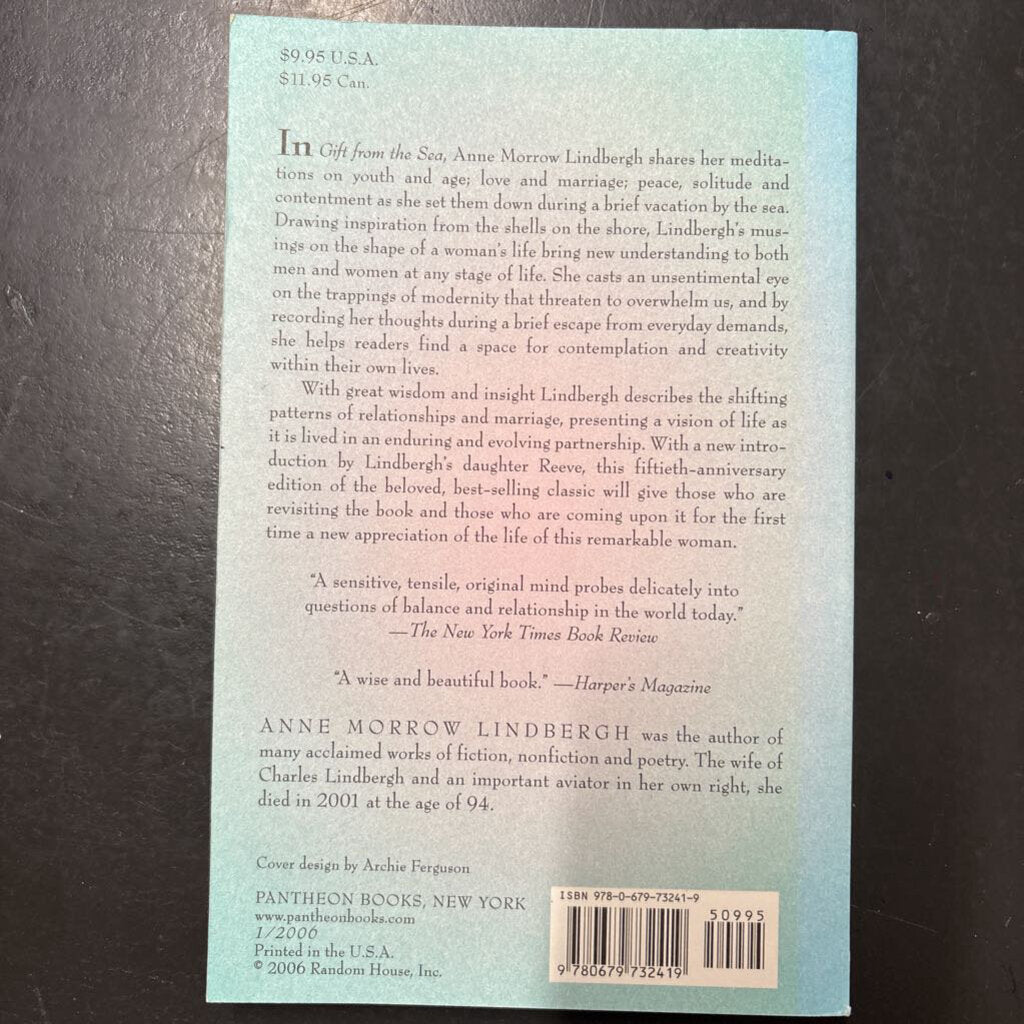 $9.95 U.S.A.
$11.95 Can.
In Gift from the Sea, Anne Morrow Lindbergh shares her medita-
tions on youth and age; love and marriage; peace, solitude and
contentment as she set them down during a brief vacation by the sea.
Drawing inspiration from the shells on the shore, Lindbergh's mus-
ings on the shape of a woman's life bring new understanding to both
men and women at any stage of life. She casts an unsentimental eye
on the trappings of modernity that threaten to overwhelm us, and by
recording her thoughts during a brief escape from everyday demands,
she helps readers find a space for contemplation and creativity
within their own lives.
With great wisdom and insight Lindbergh describes the shifting
patterns of relationships and marriage, presenting a vision of life as
it is lived in an enduring and evolving partnership. With a new intro-
duction by Lindbergh's daughter Reeve, this fiftieth-anniversary
edition of the beloved, best-selling classic will give those who are
revisiting the book and those who are coming upon it for the first
time a new appreciation of the life of this remarkable woman.
"A sensitive, tensile, original mind probes delicately into
questions of balance and relationship in the world today."
—The New York Times Book Review
"A wise and beautiful book." —Harper's Magazine
ANNE MORROW LINDBERGH was the author of
many acclaimed works of fiction, nonfiction and poetry. The wife of
Charles Lindbergh and an important aviator in her own right, she
died in 2001 at the age of 94.
Cover design by Archie Ferguson
PANTHEON BOOKS, NEW YORK
www.pantheonbooks.com
1/2006
Printed in the U.S.A.
© 2006 Random House, Inc.
ISBN 978-0-679-73241-9
50995
9 780679 732419